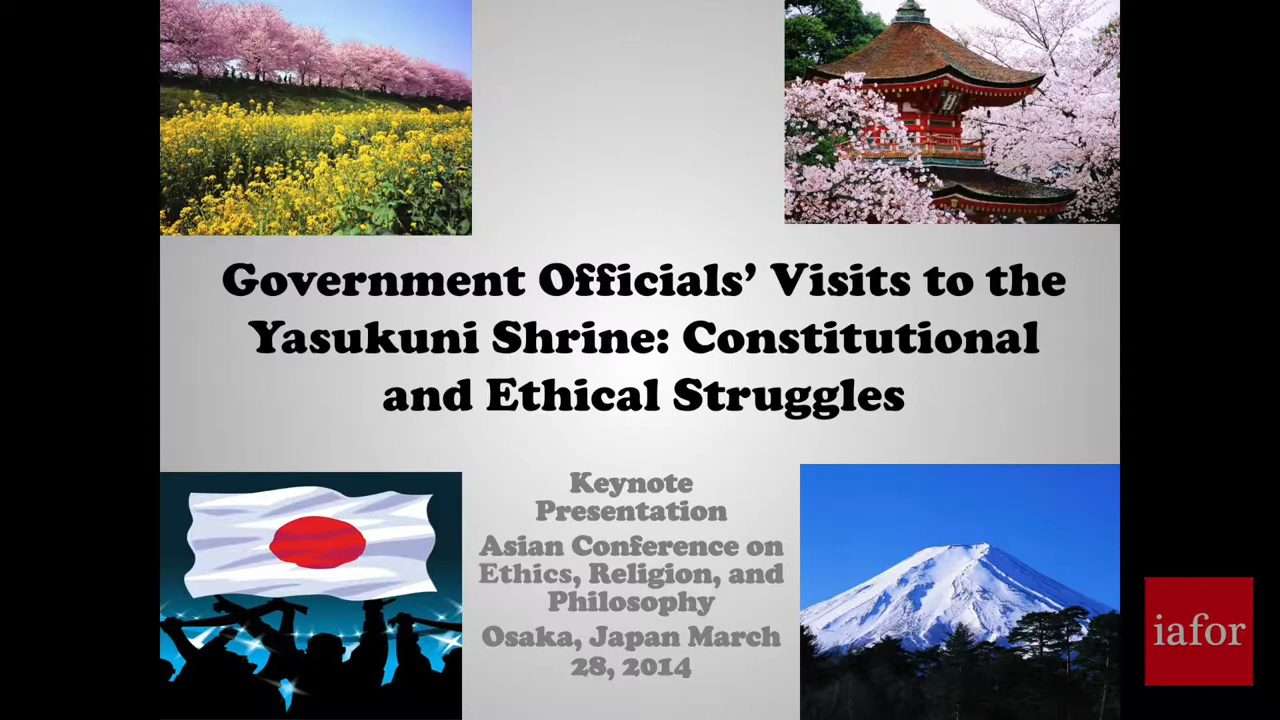 Government Officials’ Visits to the
Yasukuni Shrine: Constitutional
and Ethical Struggles
Keynote
Presentation
Asian Conference on
Ethics, Religion, and
Philosophy
Osaka, Japan March
28, 2014
iafor